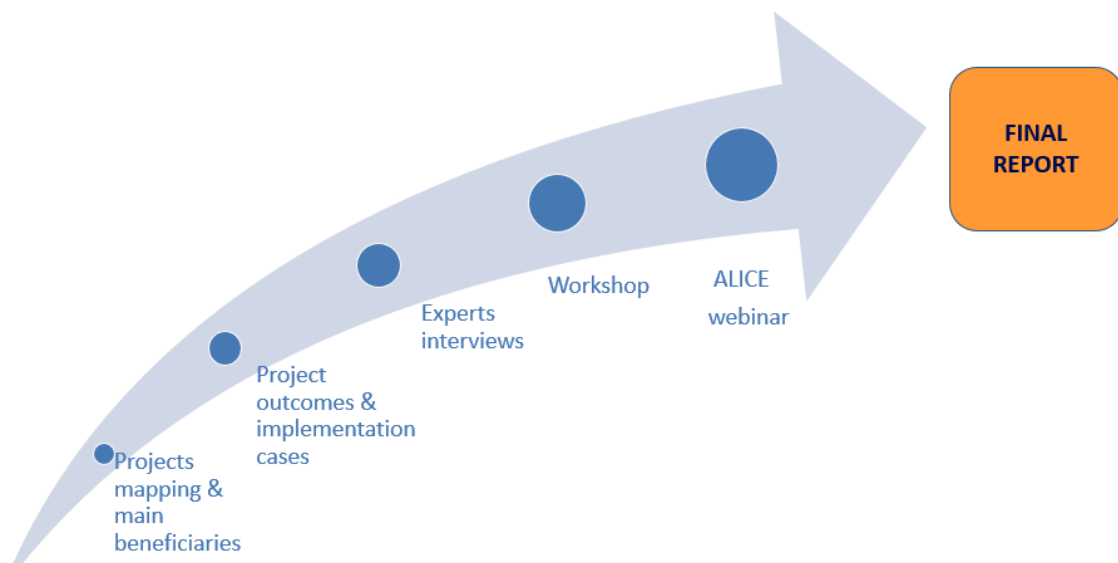 Projects
mapping &
main
beneficiaries
Project
outcomes &
implementation
cases
Experts
interviews
Workshop
ALICE
webinar
FINAL
REPORT